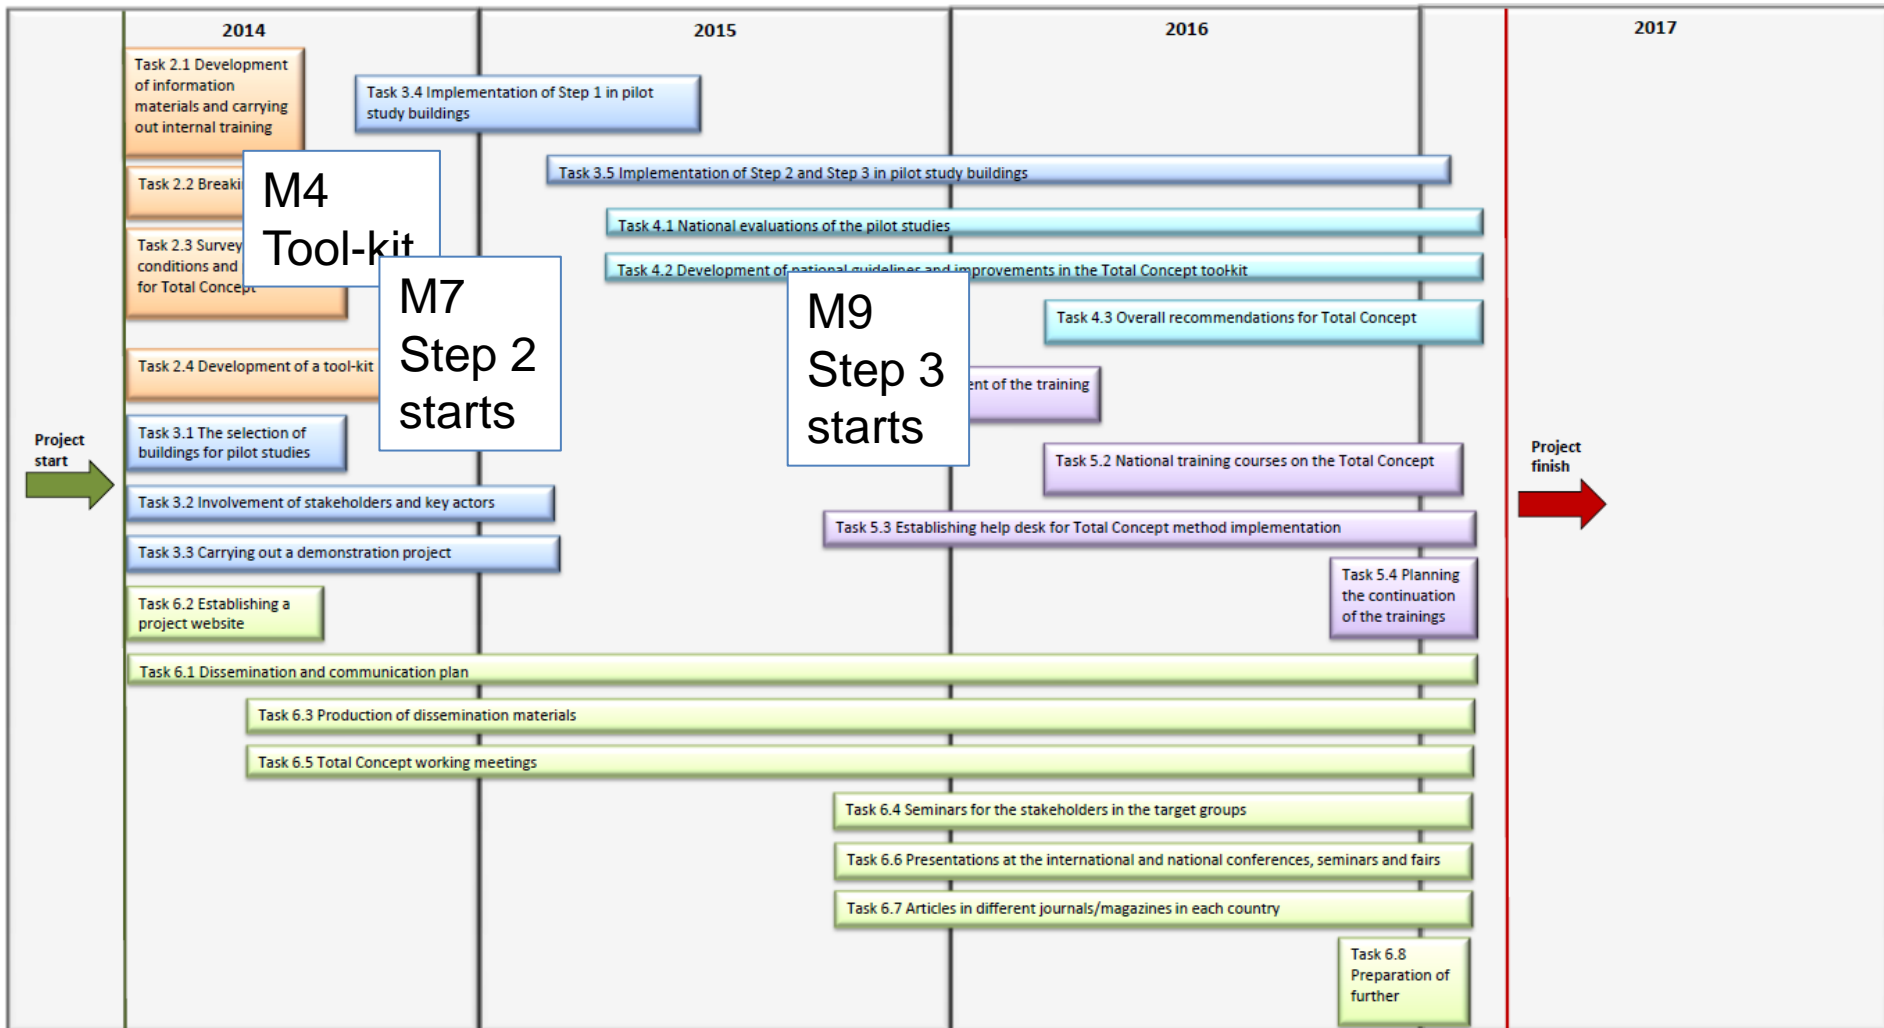 2014
2015
2016
2017
Task 2.1 Development
of information
materials and carrying
out internal training
Task 3.4 Implementation of Step 1 in pilot
study buildings
Task 2.2
M4
Tool-kit
Task 3.5 Implementation of Step 2 and Step 3 in pilot study buildings
Task 4.1 National evaluations of the pilot studies
Task 2.3 Survey
conditions and
for Total Concept
Task 4.2 Development of national guidelines and improvements in the Total Concept toolkit
M7
Step 2
starts
M9
Step 3
starts
Task 4.3 Overall recommendations for Total Concept
Task 2.4 Development of a tool-kit
of the training
Project
start
Task 3.1 The selection of
buildings for pilot studies
Task 5.2 National training courses on the Total Concept
Project
finish
Task 3.2 Involvement of stakeholders and key actors
Task 5.3 Establishing help desk for Total Concept method implementation
Task 3.3 Carrying out a demonstration project
Task 5.4 Planning
the continuation
of the trainings
Task 6.2 Establishing a
project website
Task 6.1 Dissemination and communication plan
Task 6.3 Production of dissemination materials
Task 6.5 Total Concept working meetings
Task 6.4 Seminars for the stakeholders in the target groups
Task 6.6 Presentations at the international and national conferences, seminars and fairs
Task 6.7 Articles in different journals/magazines in each country
Task 6.8
Preparation of
further